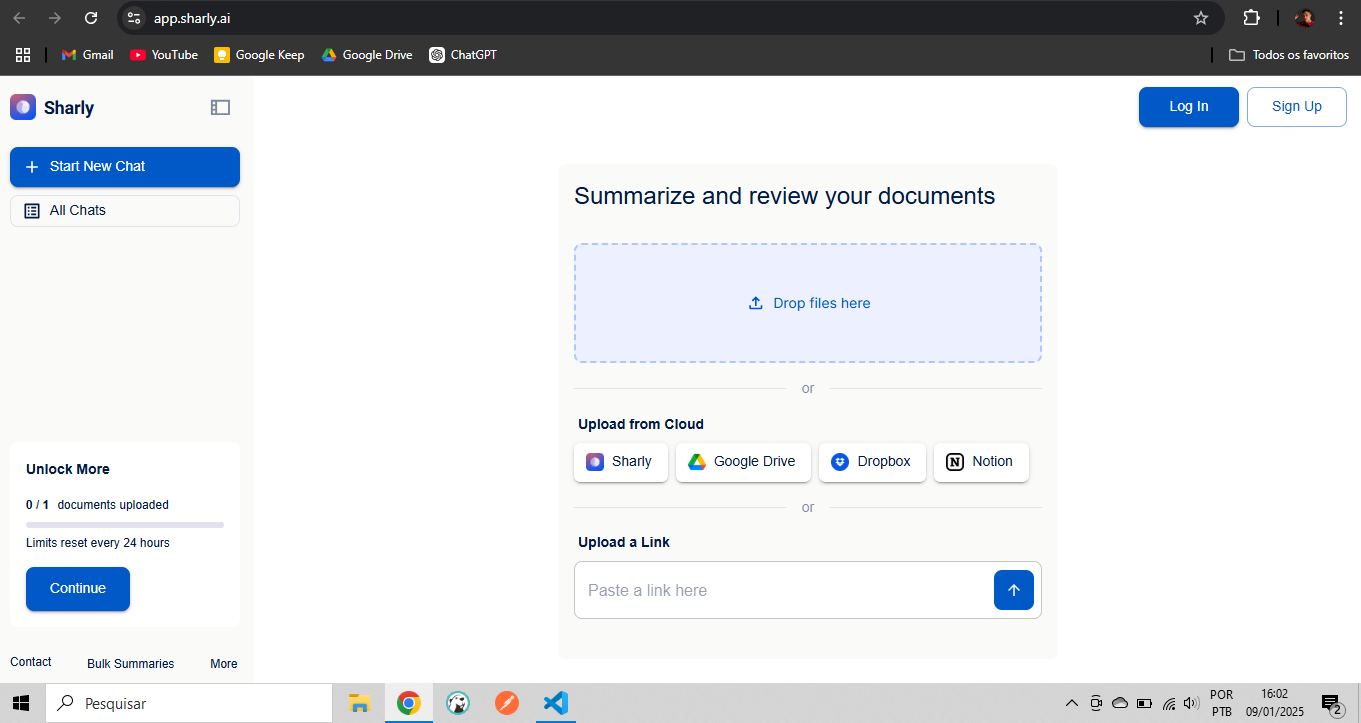 app.sharly.ai
Gmail
YouTube
Google Keep
Google Drive
ChatGPT
Todos os favoritos
Sharly
Log In
Sign Up
Start New Chat
All Chats
Summarize and review your documents
Drop files here
or
Upload from Cloud
Sharly
Google Drive
Dropbox
Notion
or
Upload a Link
Paste a link here
Unlock More
0 / 1 documents uploaded
Limits reset every 24 hours
Continue
Contact
Bulk Summaries
More
Pesquisar
POR
PTB
16:02
09/01/2025
2